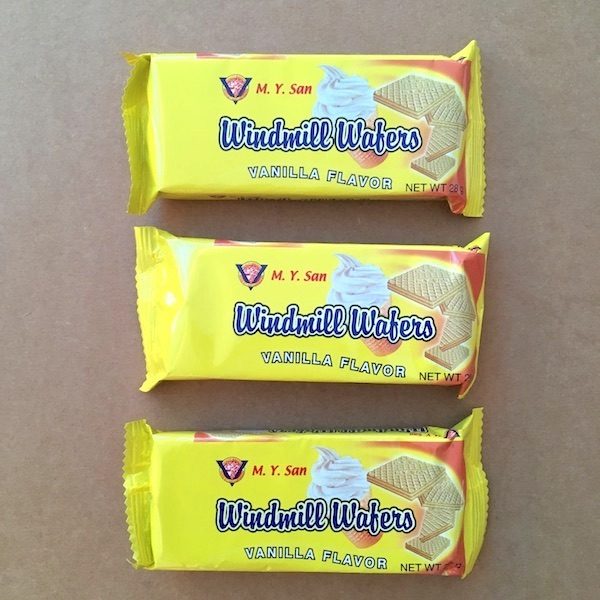 M. Y. San
Windmill Wafers
VANILLA FLAVOR
NET WT 28 g
M. Y. San
Windmill Wafers
VANILLA FLAVOR
NET WT 2
M. Y. San
Windmill Wafers
VANILLA FLAVOR
NET WT